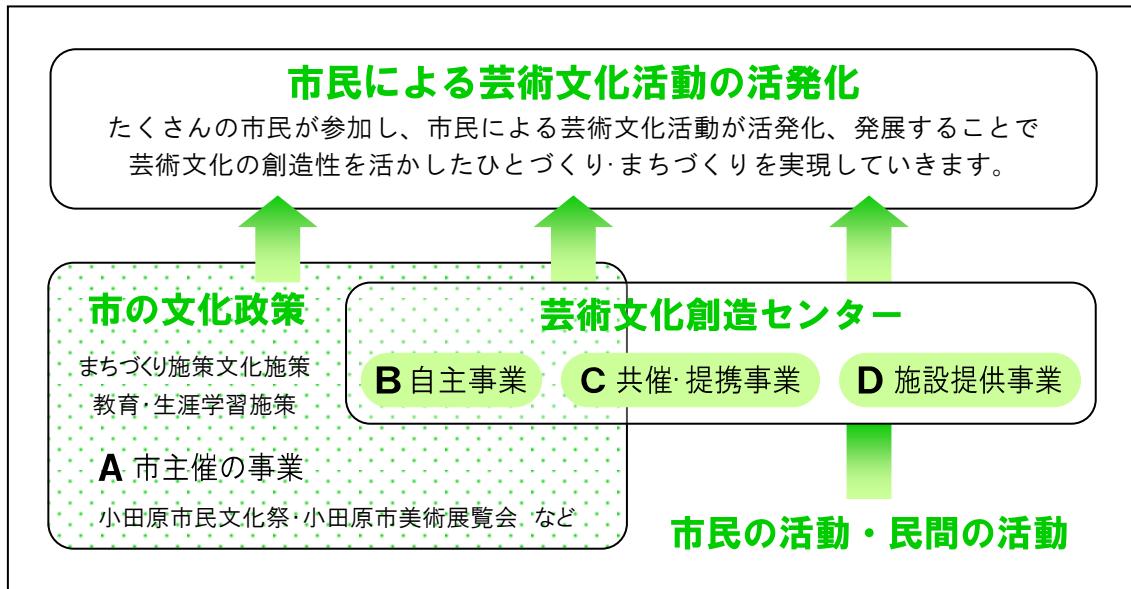 市民による芸術文化活動の活発化
たくさんの市民が参加し、市民による芸術文化活動が活発化、発展することで
芸術文化の創造性を活かしたひとづくり・まちづくりを実現していきます。
市の文化政策
まちづくり施策文化施策
教育・生涯学習施策
A 市主催の事業
小田原市民文化祭・小田原市美術展覧会 など
芸術文化創造センター
B 自主事業
C 共催・提携事業
D 施設提供事業
市民の活動・民間の活動